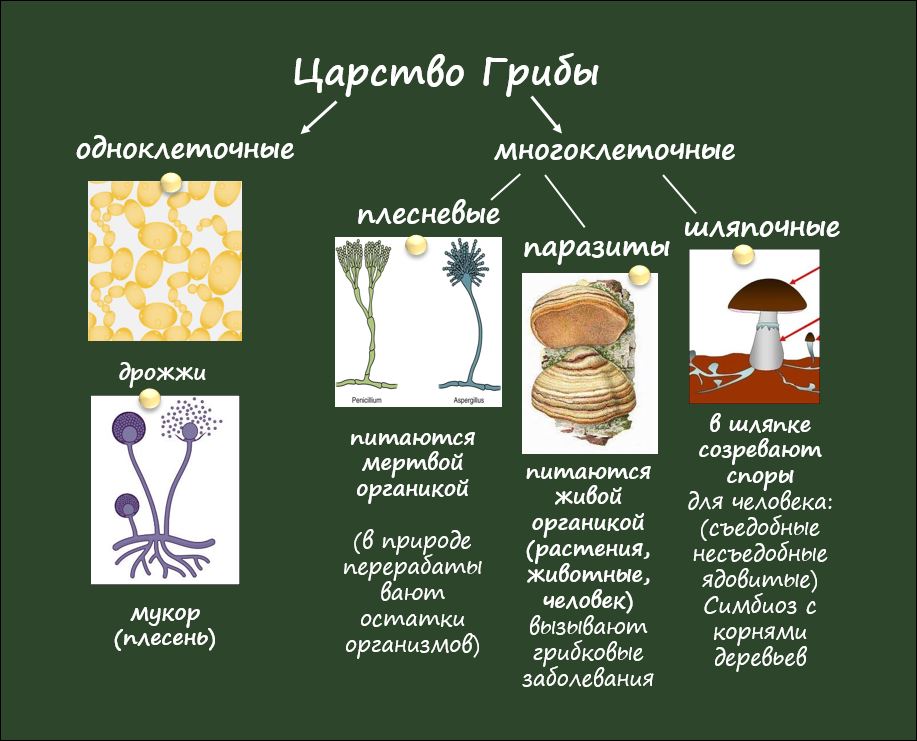 Царство Грибы
одноклеточные
дрожжи
мукор
(плесень)
многоклеточные
плесневые
Penicillium
Aspergillus
питаются
мертвой
органикой
(в природе
перерабаты
вают
остатки
организмов)
паразиты
питаются
живой
органикой
(растения,
животные,
человек)
вызывают
грибковые
заболевания
шляпочные
в шляпке
созревают
споры
для человека:
(съедобные
несъедобные
ядовитые)
Симбиоз с
корнями
деревьев